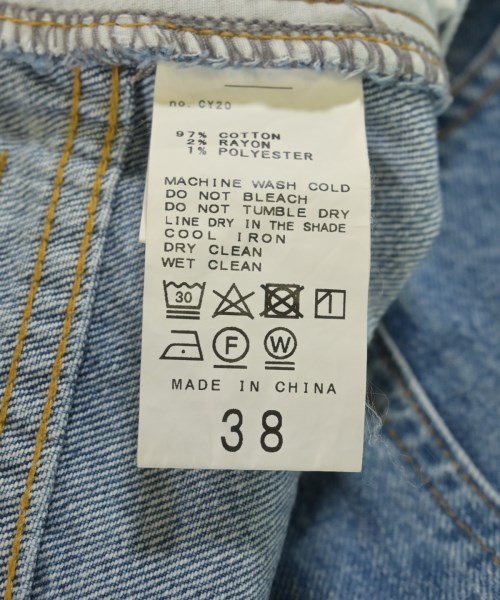 no. CY20
97% COTTON
2% RAYON
1% POLYESTER
MACHINE WASH COLD
DO NOT BLEACH
DO NOT TUMBLE DRY
LINE DRY IN THE SHADE
COOL IRON
DRY CLEAN
WET CLEAN
30
F W
MADE IN CHINA
38